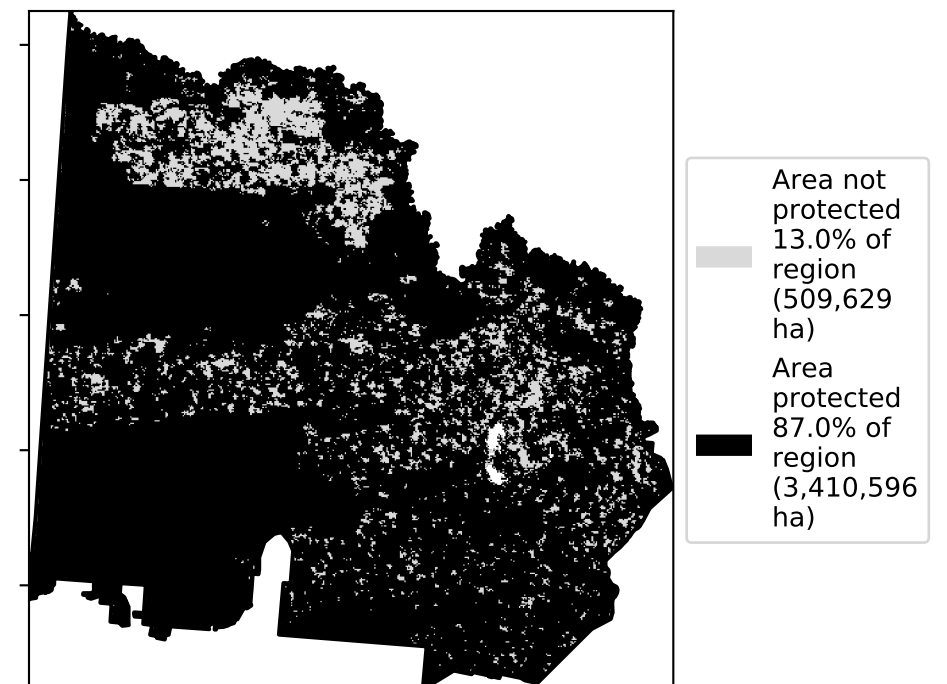 Area not
protected
13.0% of
region
(509,629
ha)
Area
protected
87.0% of
region
(3,410,596
ha)